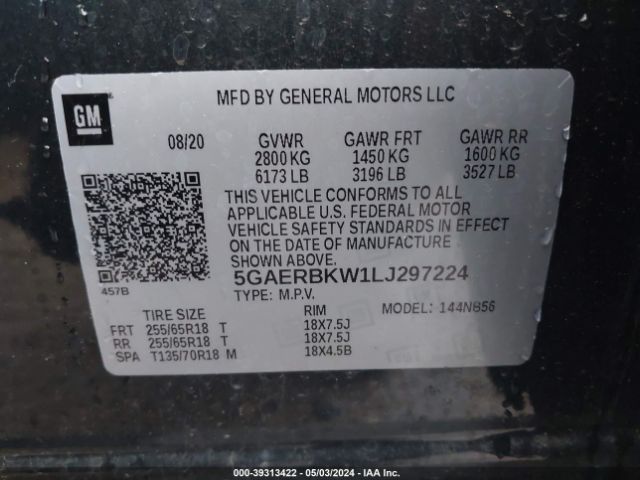 GM
MFD BY GENERAL MOTORS LLC
08/20 GVWR GAWR FRT GAWR RR
2800 KG 1450 KG 1600 KG
6173 LB 3196 LB 3527 LB
THIS VEHICLE CONFORMS TO ALL
APPLICABLE U.S. FEDERAL MOTOR
VEHICLE SAFETY STANDARDS IN EFFECT
ON THE DATE OF MANUFACTURE
SHOWN ABOVE.
5GAERBKW1LJ297224
457B
TYPE: M.P.V.
MODEL: 144NB56
TIRE SIZE RIM
FRT 255/65R18 T 18X7.5J
RR 255/65R18 T 18X7.5J
SPA T135/70R18 M 18X4.5B
000-39313422 - 05/03/2024 - IAA Inc.